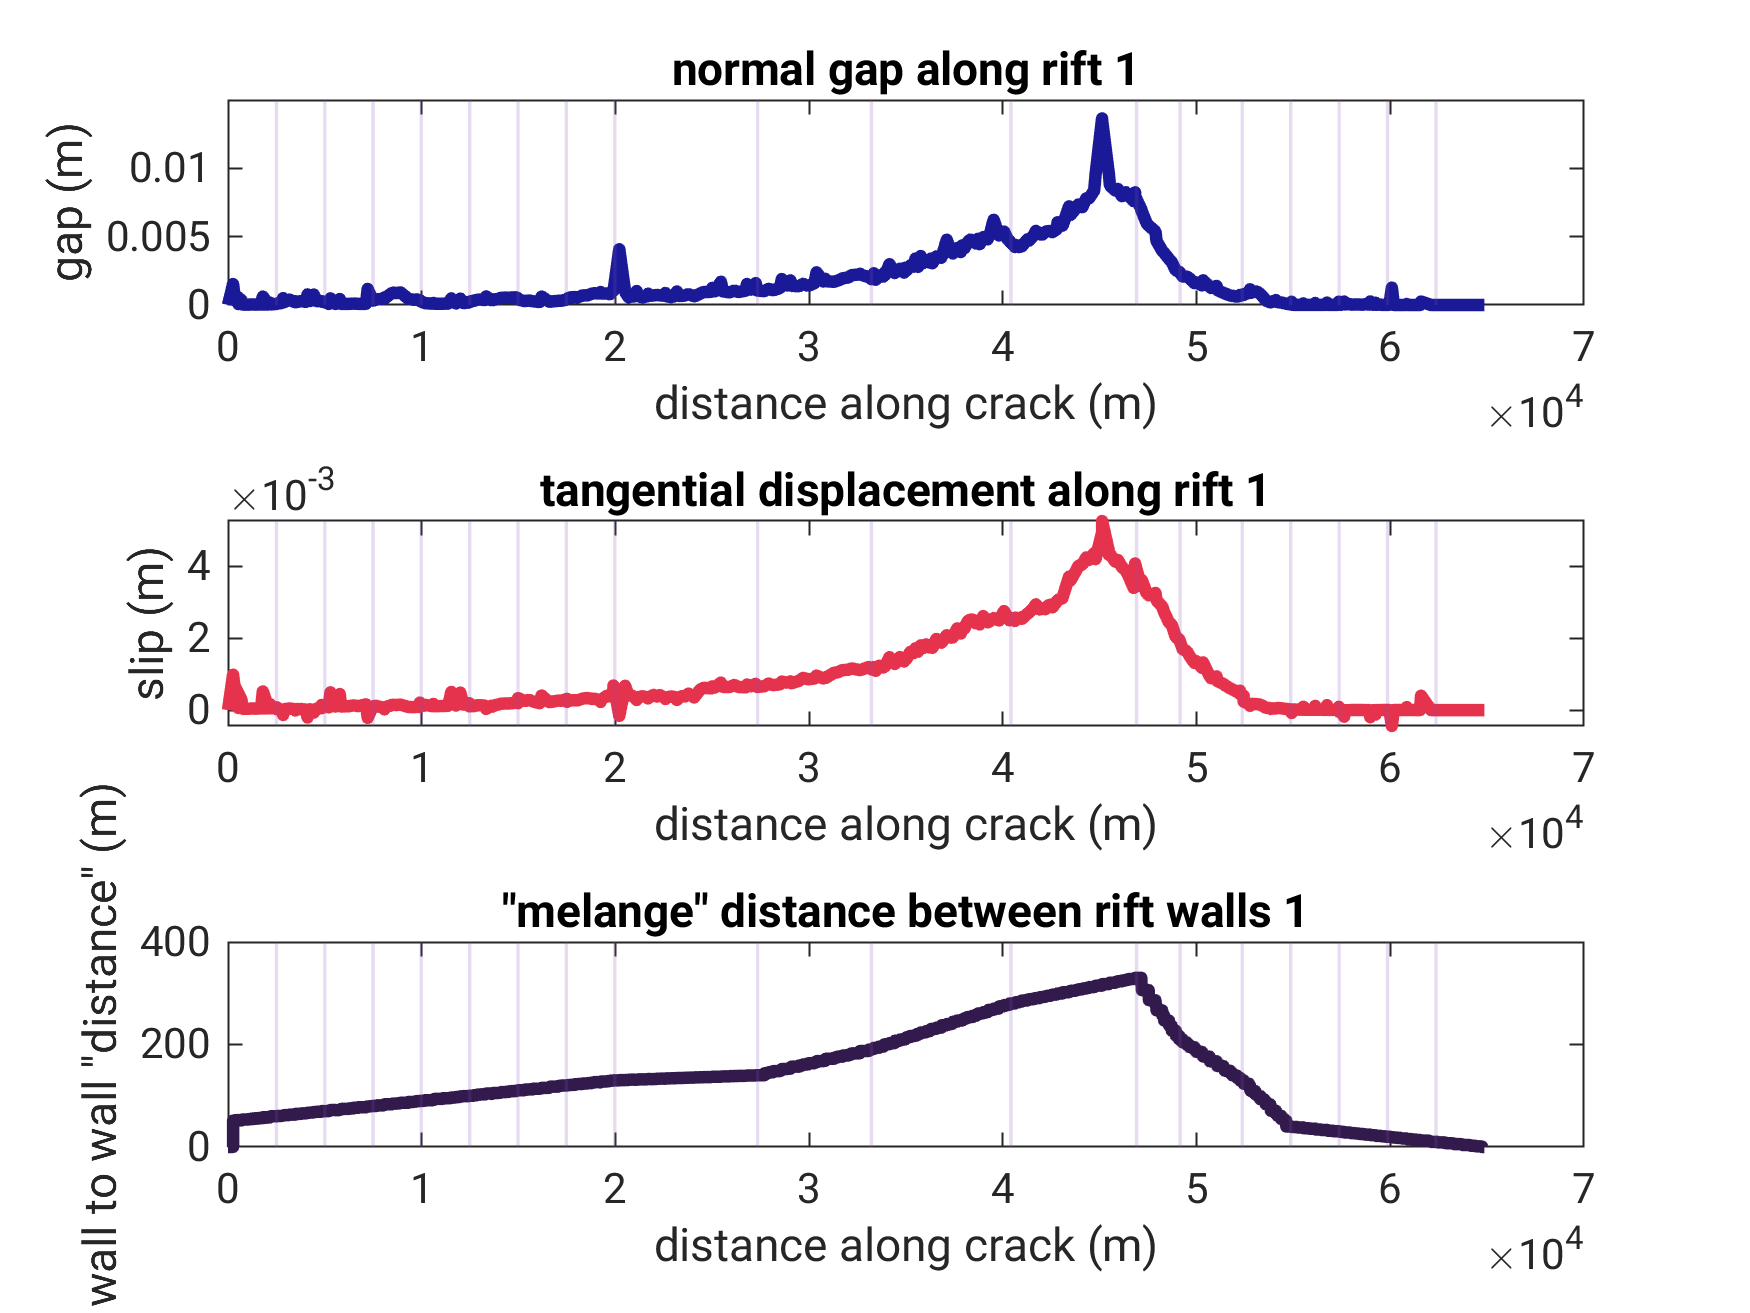 normal gap along rift 1
gap (m)
0.01
0.005
0
0 1 2 3 4 5 6 7
distance along crack (m)
×10^4
×10^-3
tangential displacement along rift 1
slip (m)
4
2
0
0 1 2 3 4 5 6 7
distance along crack (m)
×10^4
"melange" distance between rift walls 1
wall to wall "distance" (m)
400
200
0
0 1 2 3 4 5 6 7
distance along crack (m)
×10^4